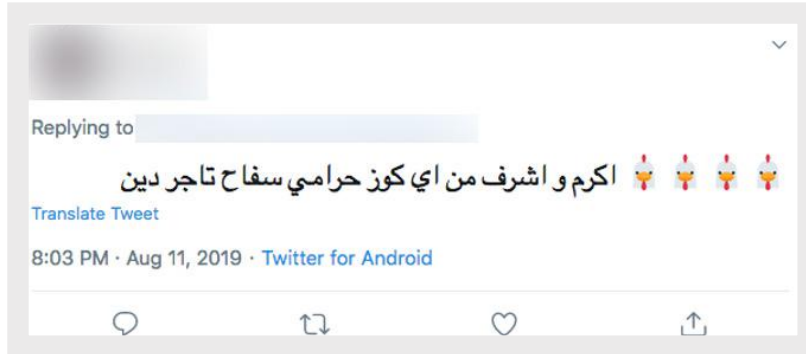 Replying to
🐔 🐔 🐔 🐔 اكرم و اشرف من اي كوز حرامي سفاح تاجر دين
Translate Tweet
8:03 PM · Aug 11, 2019 · Twitter for Android